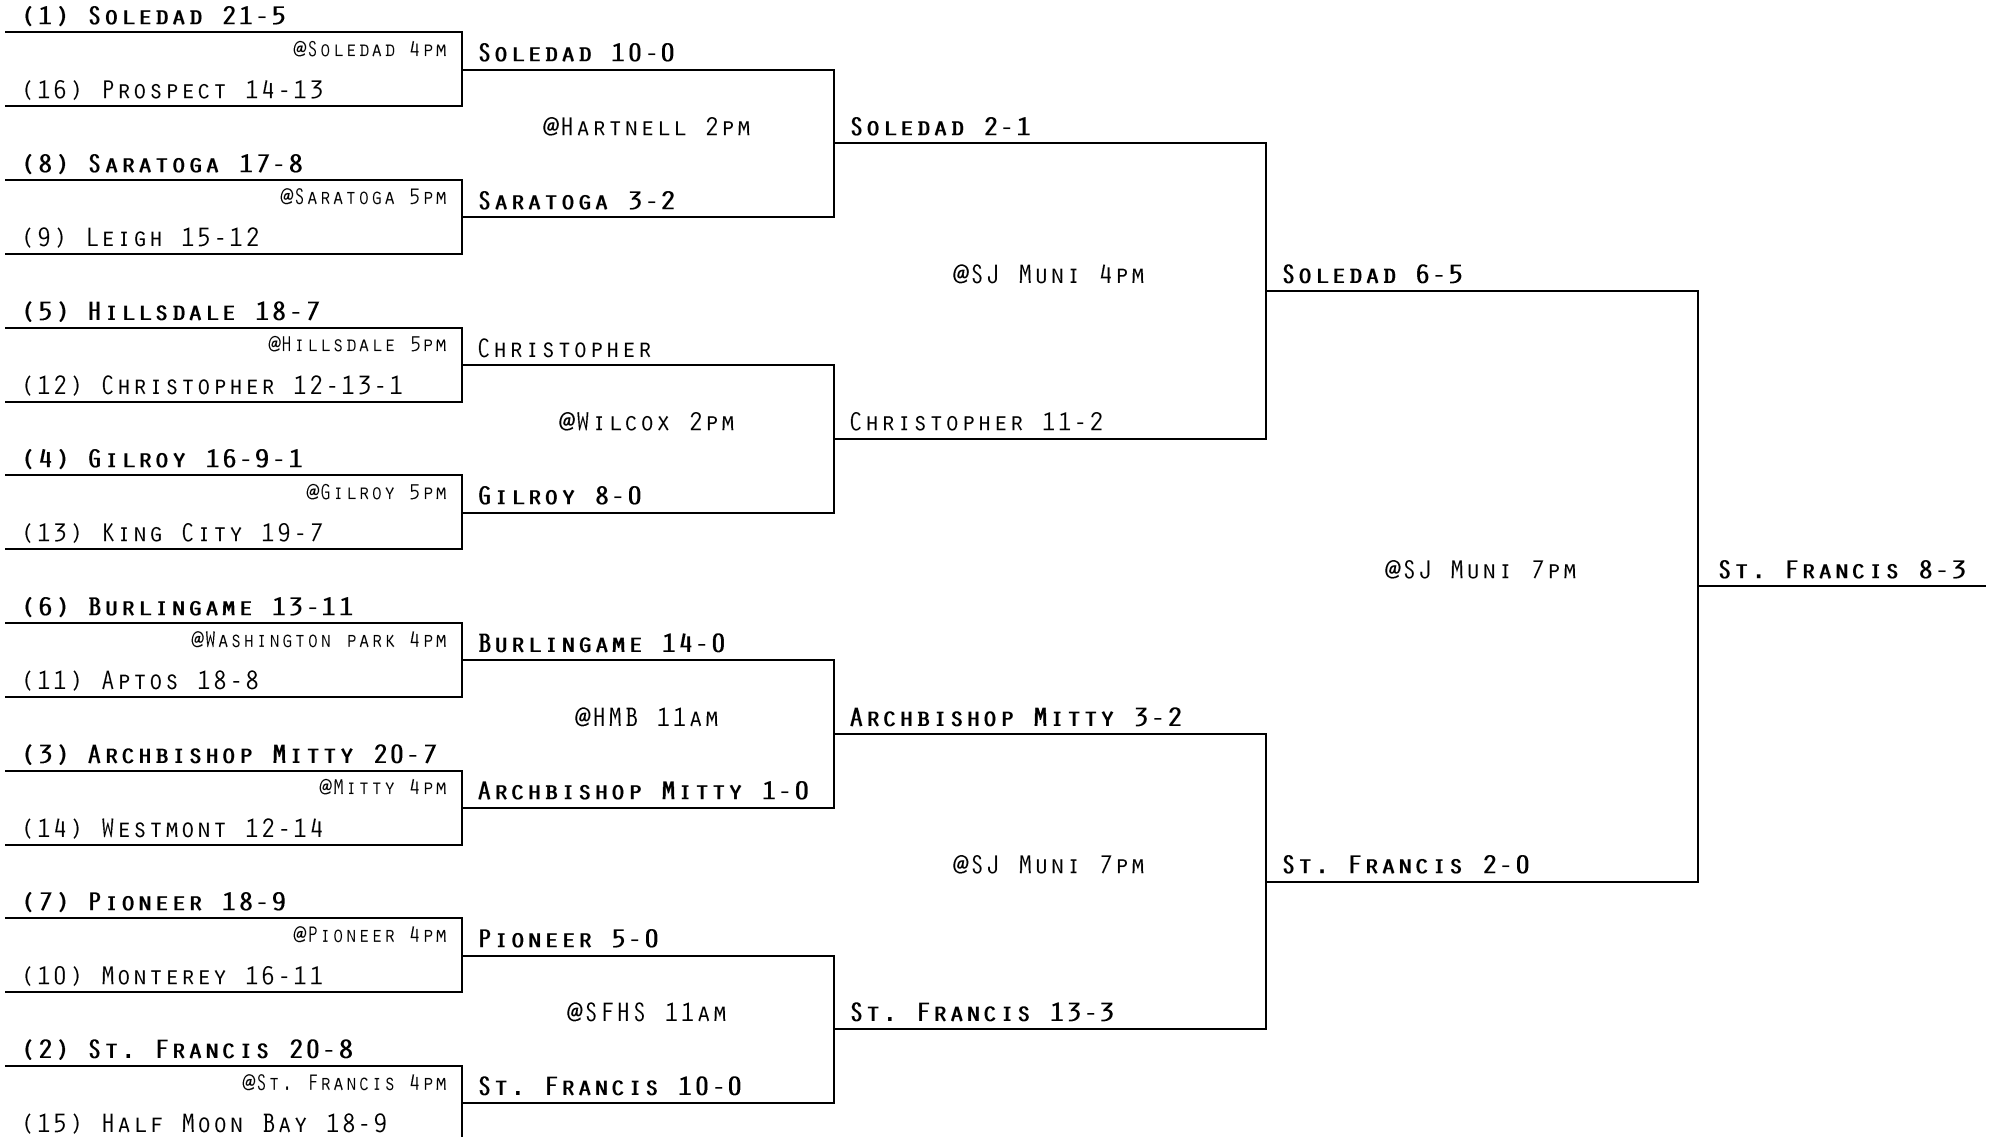 (1) Soledad 21-5
@Soledad 4pm
Soledad 10-0
(16) Prospect 14-13
@Hartnell 2pm
Soledad 2-1
(8) Saratoga 17-8
@Saratoga 5pm
Saratoga 3-2
(9) Leigh 15-12
@SJ Muni 4pm
Soledad 6-5
(5) Hillsdale 18-7
@Hillsdale 5pm
Christopher
(12) Christopher 12-13-1
@Wilcox 2pm
Christopher 11-2
(4) Gilroy 16-9-1
@Gilroy 5pm
Gilroy 8-0
(13) King City 19-7
@SJ Muni 7pm
St. Francis 8-3
(6) Burlingame 13-11
@Washington park 4pm
Burlingame 14-0
(11) Aptos 18-8
@HMB 11am
Archbishop Mitty 3-2
(3) Archbishop Mitty 20-7
@Mitty 4pm
Archbishop Mitty 1-0
(14) Westmont 12-14
@SJ Muni 7pm
St. Francis 2-0
(7) Pioneer 18-9
@Pioneer 4pm
Pioneer 5-0
(10) Monterey 16-11
@SFHS 11am
St. Francis 13-3
(2) St. Francis 20-8
@St. Francis 4pm
St. Francis 10-0
(15) Half Moon Bay 18-9